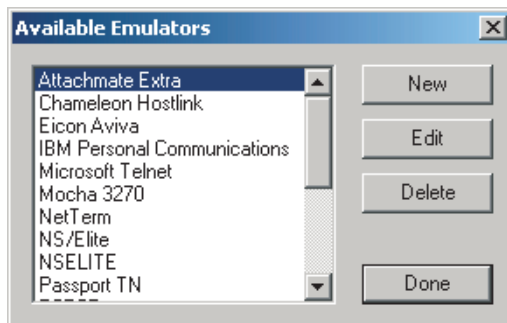 Available Emulators
Attachmate Extra
Chameleon Hostlink
Eicon Aviva
IBM Personal Communications
Microsoft Telnet
Mocha 3270
NetTerm
NS/Elite
NSELITE
Passport TN
New
Edit
Delete
Done